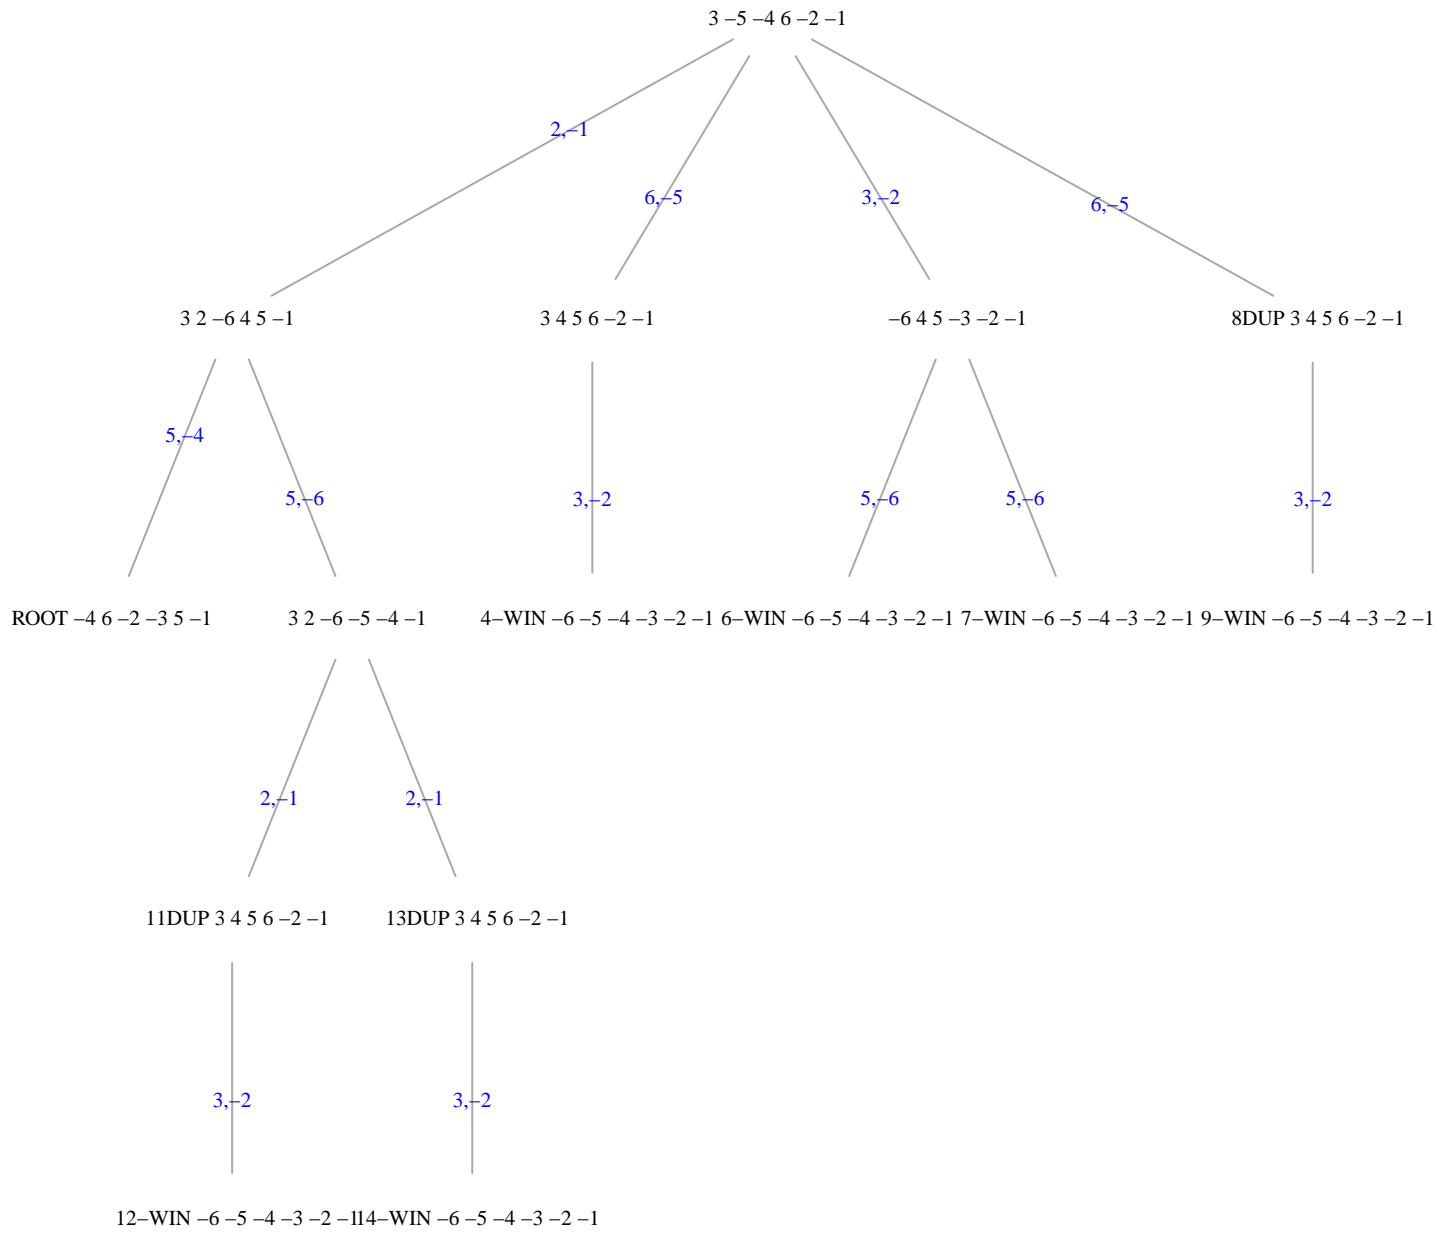 3 –5 –4 6 –2 –1
2,–1
6,–5
3,–2
6,–5
3 2 –6 4 5 –1
3 4 5 6 –2 –1
–6 4 5 –3 –2 –1
8DUP 3 4 5 6 –2 –1
5,–4
5,–6
3,–2
5,–6
5,–6
3,–2
ROOT –4 6 –2 –3 5 –1
3 2 –6 –5 –4 –1
4–WIN –6 –5 –4 –3 –2 –1
6–WIN –6 –5 –4 –3 –2 –1
7–WIN –6 –5 –4 –3 –2 –1
9–WIN –6 –5 –4 –3 –2 –1
2,–1
2,–1
11DUP 3 4 5 6 –2 –1
13DUP 3 4 5 6 –2 –1
3,–2
3,–2
12–WIN –6 –5 –4 –3 –2 –1
14–WIN –6 –5 –4 –3 –2 –1